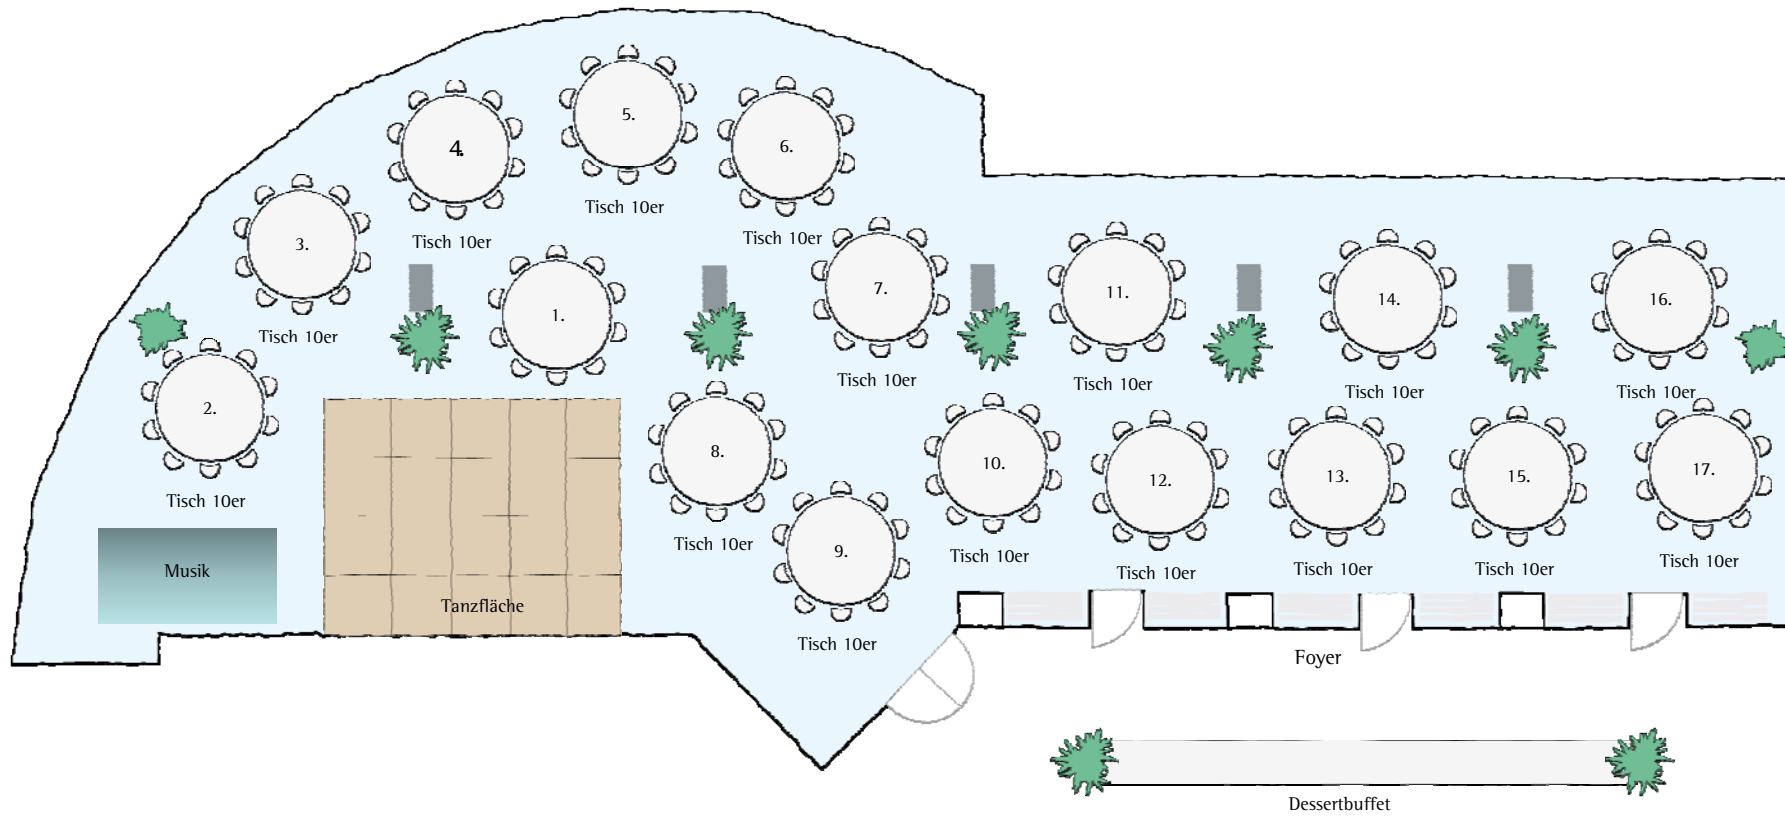 5.
Tisch 10er
4.
Tisch 10er
6.
Tisch 10er
3.
Tisch 10er
1.
7.
Tisch 10er
11.
Tisch 10er
14.
Tisch 10er
16.
Tisch 10er
2.
Tisch 10er
8.
Tisch 10er
9.
Tisch 10er
10.
Tisch 10er
12.
Tisch 10er
13.
Tisch 10er
15.
Tisch 10er
17.
Tisch 10er
Musik
Tanzfläche
Foyer
Dessertbuffet